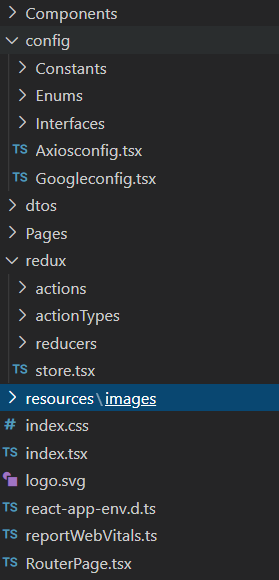 Components
config
Constants
Enums
Interfaces
TS Axiosconfig.tsx
TS Googleconfig.tsx
dtos
Pages
redux
actions
actionTypes
reducers
TS store.tsx
resources\images
# index.css
TS index.tsx
logo.svg
TS react-app-env.d.ts
TS reportWebVitals.ts
TS RouterPage.tsx